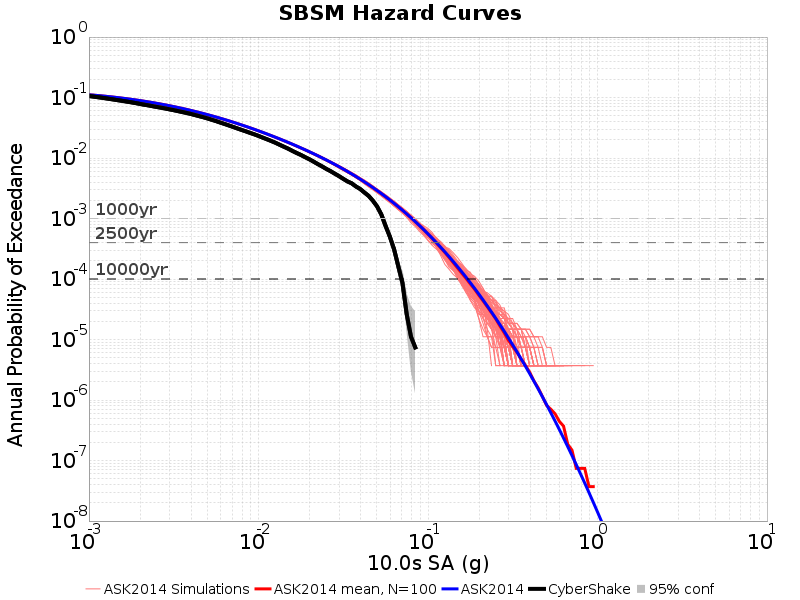 SBSM Hazard Curves
Annual Probability of Exceedance
10^0
10^-1
10^-2
10^-3
10^-4
10^-5
10^-6
10^-7
10^-8
1000yr
2500yr
10000yr
10^-3
10^-2
10^-1
10^0
10^1
10.0s SA (g)
ASK2014 Simulations
ASK2014 mean, N=100
ASK2014
CyberShake
95% conf